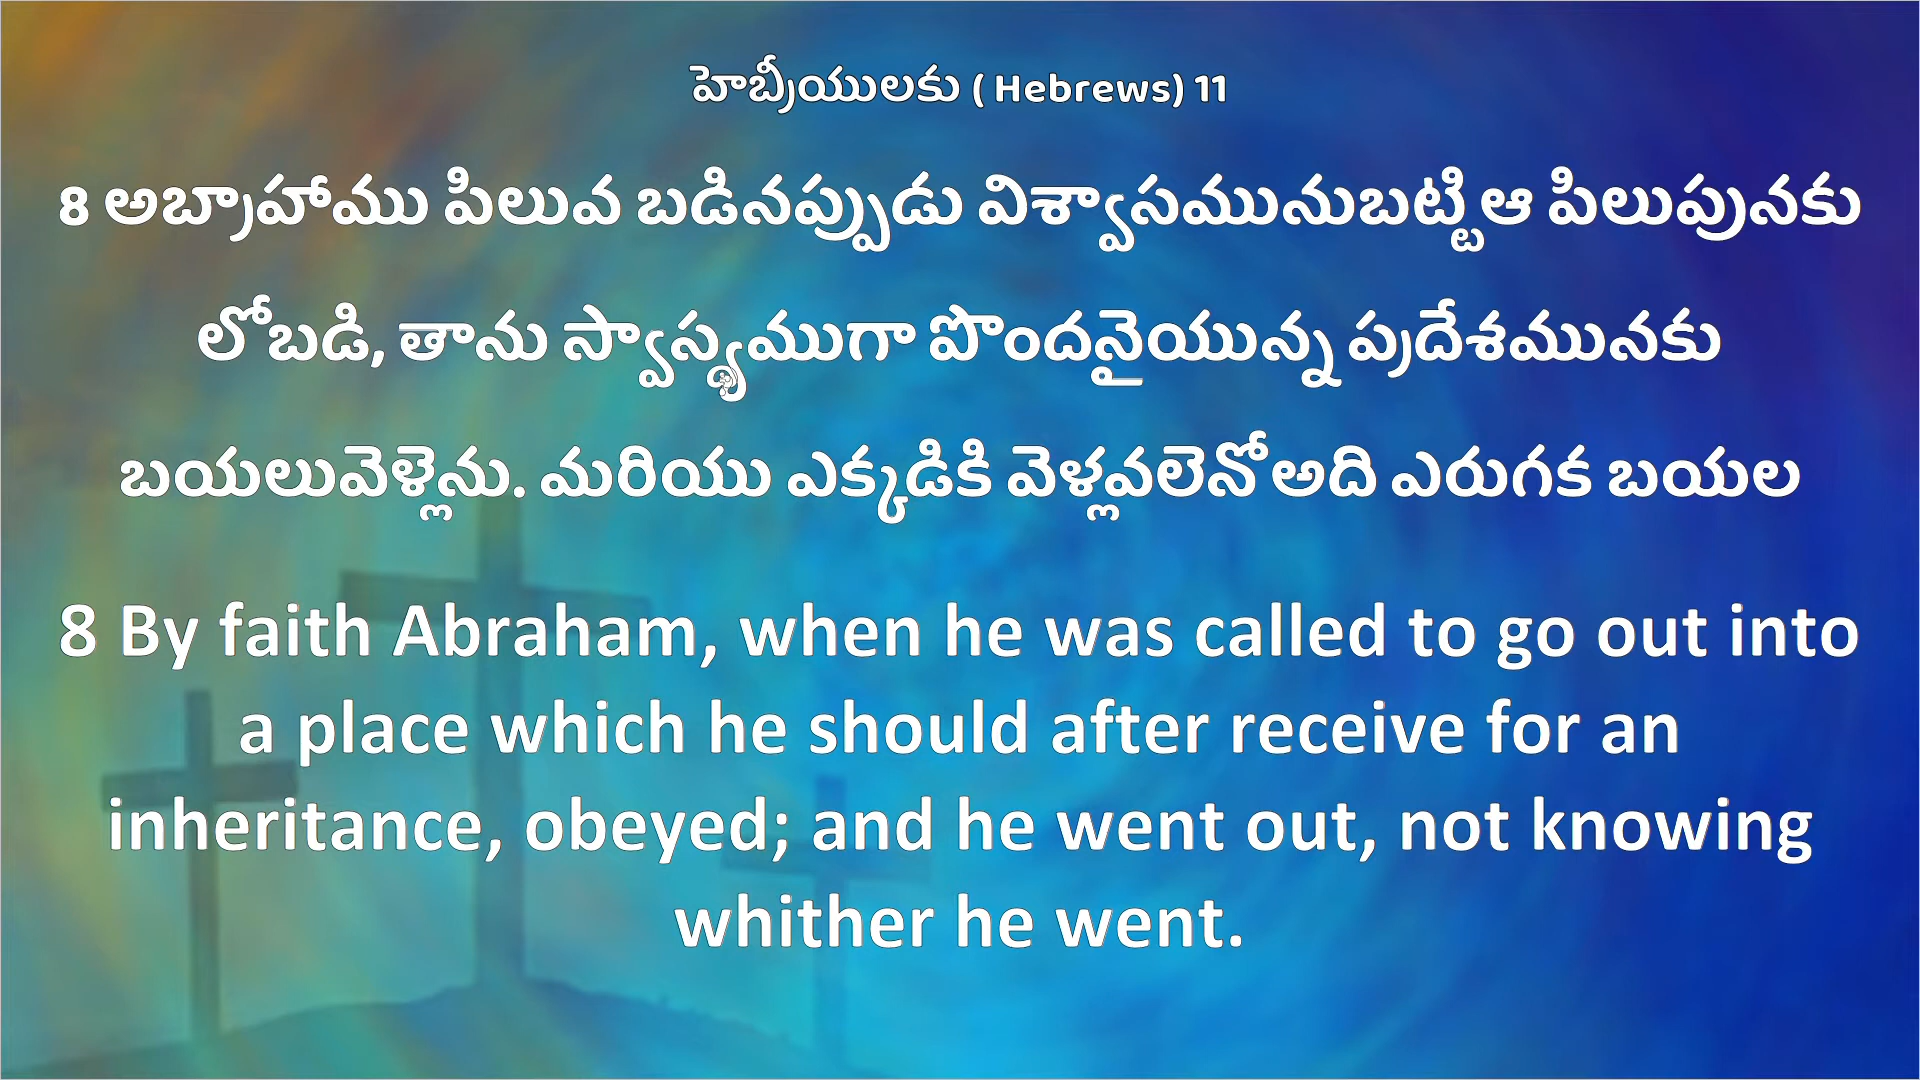 హెబ్రీయులకు ( Hebrews) 11
8 అబ్రాహాము పిలువ బడినప్పుడు విశ్వాసమునుబట్టి ఆ పిలుపునకు
లోబడి, తాను స్వాస్థ్యముగా పొందనైయున్న ప్రదేశమునకు
బయలువెళ్లెను. మరియు ఎక్కడికి వెళ్లవలెనో అది ఎరుగక బయల
8 By faith Abraham, when he was called to go out into
a place which he should after receive for an
inheritance, obeyed; and he went out, not knowing
whither he went.